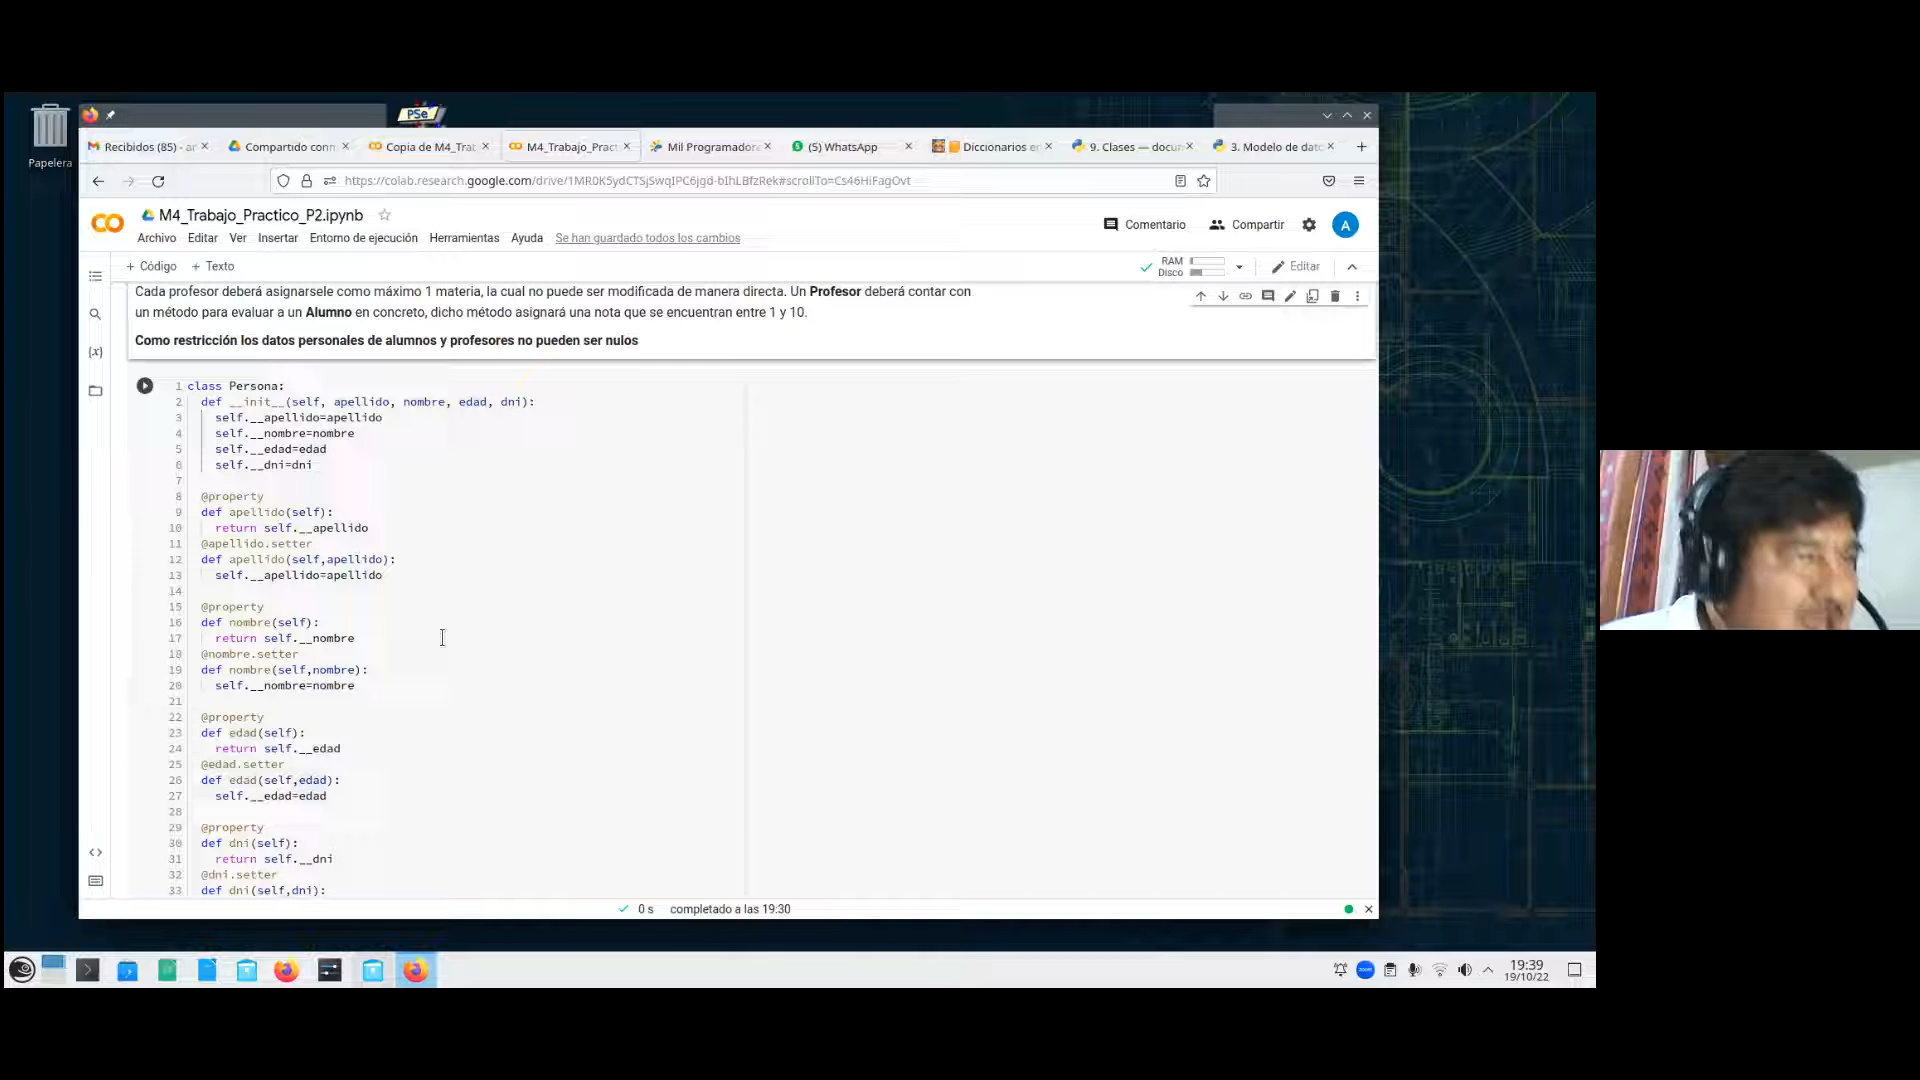 Papelera
PSe
Recibidos (85) - ar
Compartido conn
Copia de M4_Trat
M4_Trabajo_Pract
Mil Programador
(5) WhatsApp
Diccionarios en
9. Clases — docun
3. Modelo de dato
https://colab.research.google.com/drive/1MR0K5ydCTSjSwqIPC6jgd-bIhLBfzRek#scrollTo=Cs46HiFagOvt
M4_Trabajo_Practico_P2.ipynb
Comentario
Compartir
A
Archivo Editar Ver Insertar Entorno de ejecución Herramientas Ayuda Se han guardado todos los cambios
+ Código + Texto
RAM
Disco
Editar
Cada profesor deberá asignarsele como máximo 1 materia, la cual no puede ser modificada de manera directa. Un Profesor deberá contar con
un método para evaluar a un Alumno en concreto, dicho método asignará una nota que se encuentran entre 1 y 10.
Como restricción los datos personales de alumnos y profesores no pueden ser nulos
1 class Persona:
2 def __init__(self, apellido, nombre, edad, dni):
3 self.__apellido=apellido
4 self.__nombre=nombre
5 self.__edad=edad
6 self.__dni=dni
7
8 @property
9 def apellido(self):
10 return self.__apellido
11 @apellido.setter
12 def apellido(self,apellido):
13 self.__apellido=apellido
14
15 @property
16 def nombre(self):
17 return self.__nombre
18 @nombre.setter
19 def nombre(self,nombre):
20 self.__nombre=nombre
21
22 @property
23 def edad(self):
24 return self.__edad
25 @edad.setter
26 def edad(self,edad):
27 self.__edad=edad
28
29 @property
30 def dni(self):
31 return self.__dni
32 @dni.setter
33 def dni(self,dni):
0 s completado a las 19:30
zoom
19:39
19/10/22